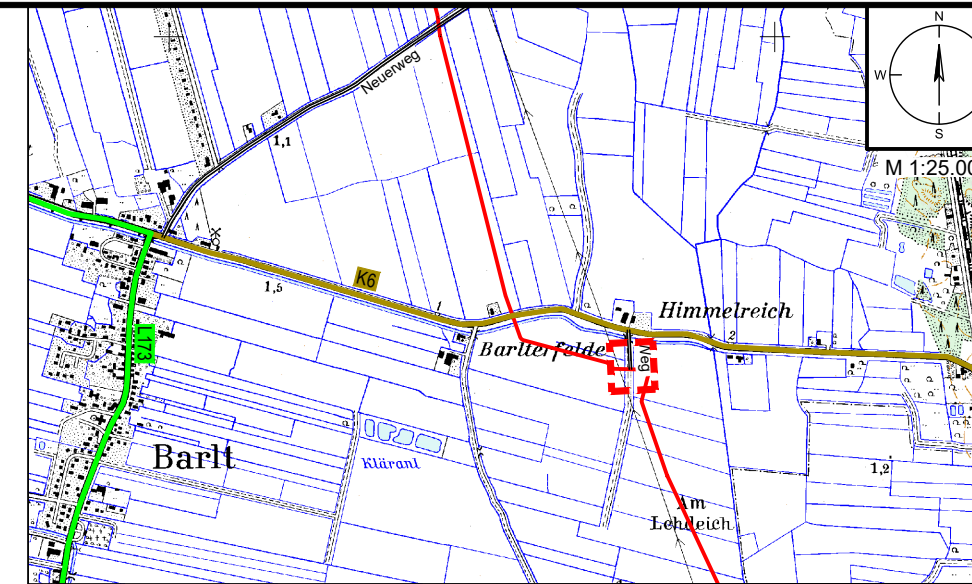 N
W
S
M 1:25.00
Neuerweg
1,1
K6
1,5
1
L173
Himmelreich
2
Barlterfelde
Weg
8
Barlt
Kläranl
1,2
Am
Lehdeich